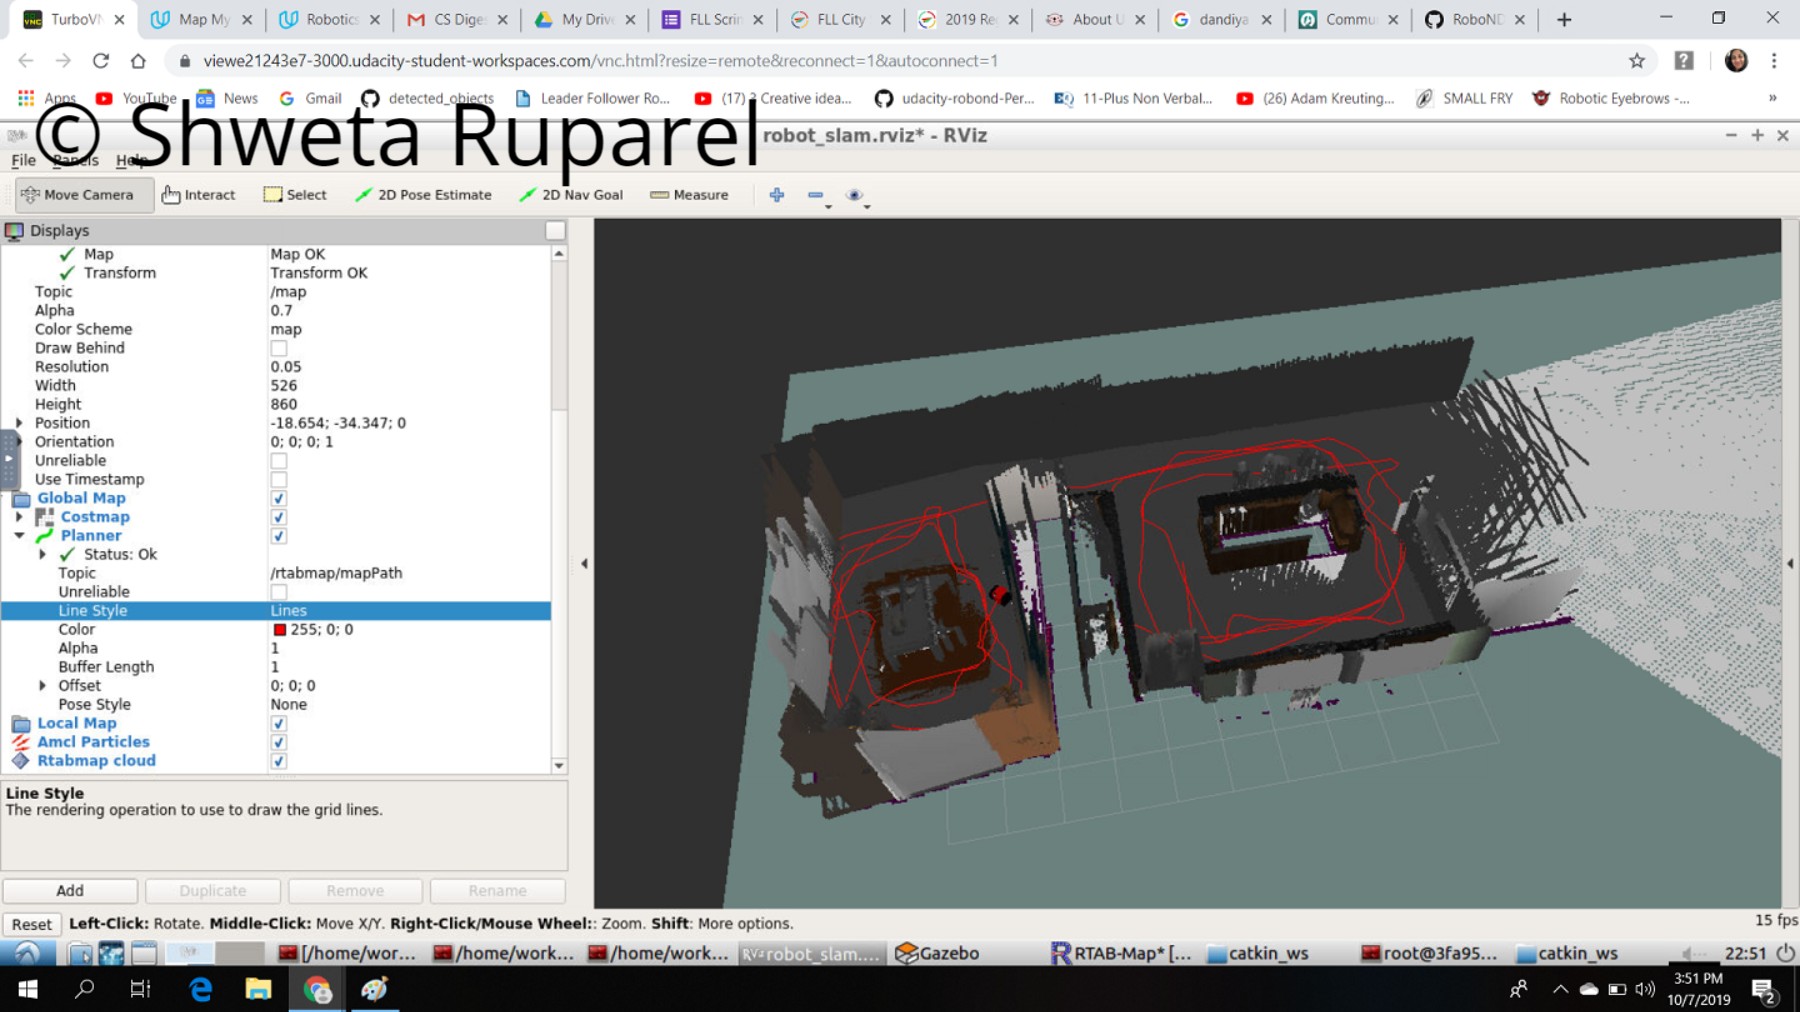 TurboVN
Map My
Robotics
CS Dige
My Driv
FLL Scrin
FLL City
2019 Re
About U
dandiya
Commu
RoboND
viewe21243e7-3000.udacity-student-workspaces.com/vnc.html?resize=remote&reconnect=1&autoconnect=1
Apps
YouTube
News
Gmail
detected_objects
Leader Follower Ro...
(17) 3 Creative idea...
udacity-robond-Per...
11-Plus Non Verbal...
(26) Adam Kreuting...
SMALL FRY
Robotic Eyebrows -...
© Shweta Ruparel
robot_slam.rviz* - RViz
File Panels Help
Move Camera
Interact
Select
2D Pose Estimate
2D Nav Goal
Measure
Displays
Map Map OK
Transform Transform OK
Topic /map
Alpha 0.7
Color Scheme map
Draw Behind
Resolution 0.05
Width 526
Height 860
Position -18.654; -34.347; 0
Orientation 0; 0; 0; 1
Unreliable
Use Timestamp
Global Map
Costmap
Planner
Status: Ok
Topic /rtabmap/mapPath
Unreliable
Line Style Lines
Color 255; 0; 0
Alpha 1
Buffer Length 1
Offset 0; 0; 0
Pose Style None
Local Map
Amcl Particles
Rtabmap cloud
Line Style
The rendering operation to use to draw the grid lines.
Add Duplicate Remove Rename
Reset Left-Click: Rotate. Middle-Click: Move X/Y. Right-Click/Mouse Wheel:: Zoom. Shift: More options.
15 fps
[/home/wor...
/home/work...
/home/work...
robot_slam....
Gazebo
RTAB-Map* [...
catkin_ws
root@3fa95...
catkin_ws
22:51
3:51 PM
10/7/2019
2